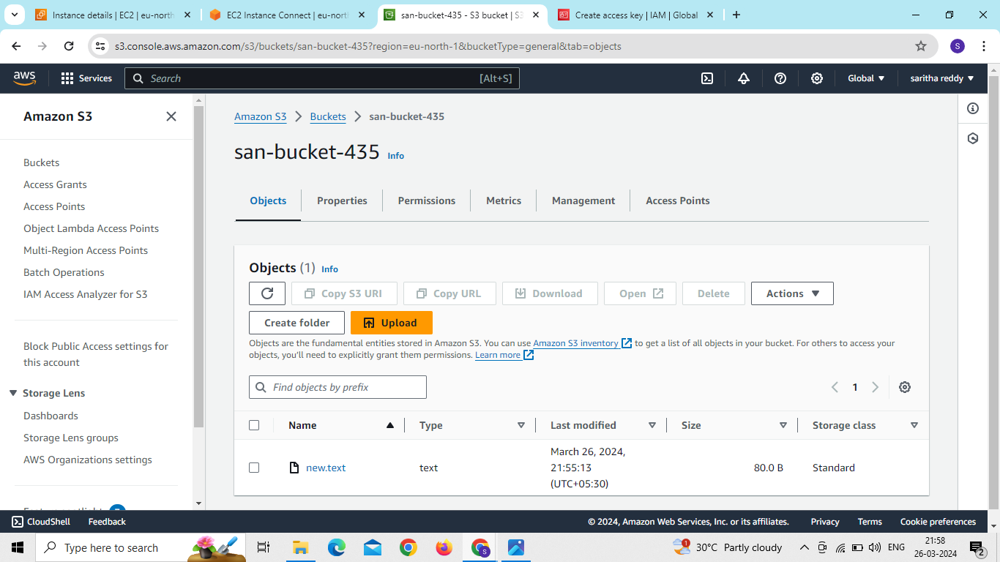 Instance details | EC2 | eu-north
EC2 Instance Connect | eu-nort
san-bucket-435 - S3 bucket | S3
Create access key | IAM | Global
s3.console.aws.amazon.com/s3/buckets/san-bucket-435?region=eu-north-1&bucketType=general&tab=objects
S
aws
Services
Search
[Alt+S]
Global
saritha reddy
Amazon S3
Buckets
Access Grants
Access Points
Object Lambda Access Points
Multi-Region Access Points
Batch Operations
IAM Access Analyzer for S3
Block Public Access settings for
this account
Storage Lens
Dashboards
Storage Lens groups
AWS Organizations settings
Amazon S3 > Buckets > san-bucket-435
san-bucket-435 Info
Objects
Properties
Permissions
Metrics
Management
Access Points
Objects (1) Info
Copy S3 URI
Copy URL
Download
Open
Delete
Actions
Create folder
Upload
Objects are the fundamental entities stored in Amazon S3. You can use Amazon S3 inventory to get a list of all objects in your bucket. For others to access your
objects, you'll need to explicitly grant them permissions. Learn more
Find objects by prefix
1
Name
Type
Last modified
Size
Storage class
new.text
text
March 26, 2024,
21:55:13
(UTC+05:30)
80.0 B
Standard
CloudShell
Feedback
© 2024, Amazon Web Services, Inc. or its affiliates.
Privacy
Terms
Cookie preferences
Type here to search
S
1
30°C Partly cloudy
ENG
21:58
26-03-2024
2